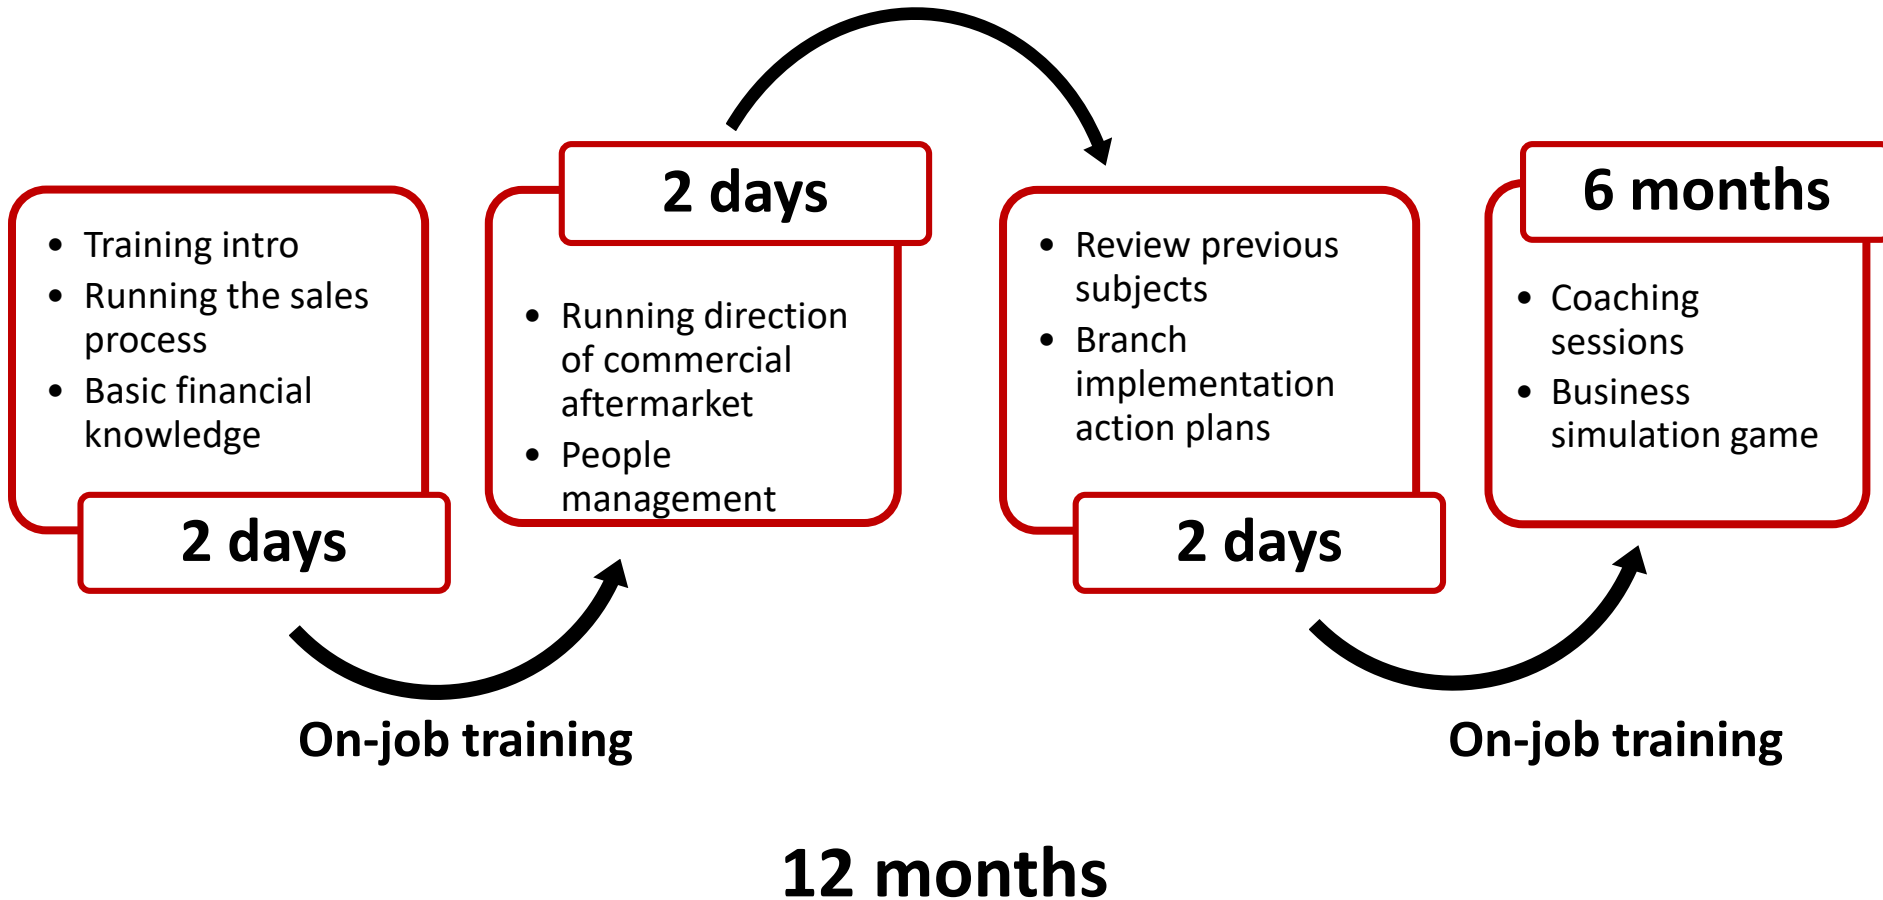 • Training intro
• Running the sales
process
• Basic financial
knowledge
2 days
2 days
• Running direction
of commercial
aftermarket
• People
management
• Review previous
subjects
• Branch
implementation
action plans
2 days
6 months
• Coaching
sessions
• Business
simulation game
On-job training
On-job training
12 months